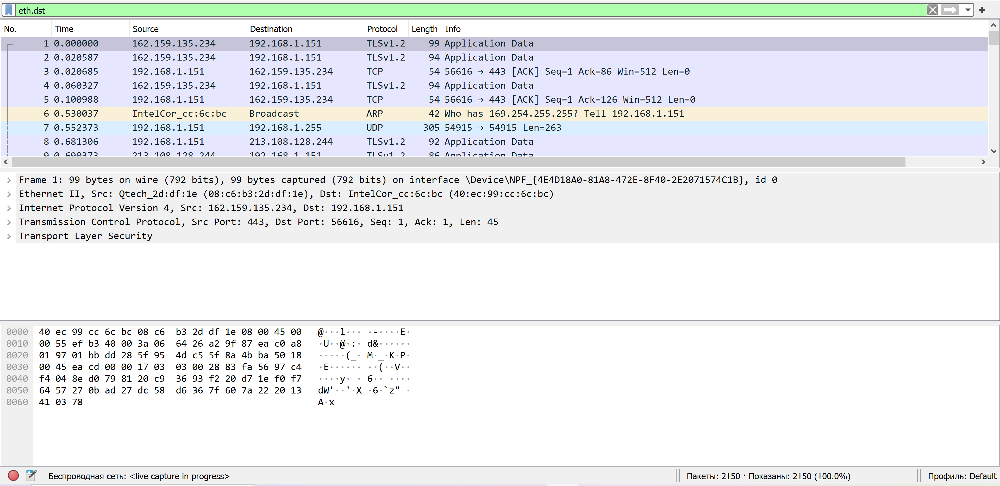 eth.dst
No. Time Source Destination Protocol Length Info
1 0.000000 162.159.135.234 192.168.1.151 TLSv1.2 99 Application Data
2 0.020587 162.159.135.234 192.168.1.151 TLSv1.2 94 Application Data
3 0.020685 192.168.1.151 162.159.135.234 TCP 54 56616 → 443 [ACK] Seq=1 Ack=86 Win=512 Len=0
4 0.060327 162.159.135.234 192.168.1.151 TLSv1.2 94 Application Data
5 0.100988 192.168.1.151 162.159.135.234 TCP 54 56616 → 443 [ACK] Seq=1 Ack=126 Win=512 Len=0
6 0.530037 IntelCor_cc:6c:bc Broadcast ARP 42 Who has 169.254.255.255? Tell 192.168.1.151
7 0.552373 192.168.1.151 192.168.1.255 UDP 305 54915 → 54915 Len=263
8 0.681306 192.168.1.151 213.108.128.244 TLSv1.2 92 Application Data
9 0.690373 213.108.128.244 192.168.1.151 TLSv1.2 86 Application Data
Frame 1: 99 bytes on wire (792 bits), 99 bytes captured (792 bits) on interface \Device\NPF_{4E4D18A0-81A8-472E-8F40-2E2071574C1B}, id 0
Ethernet II, Src: Qtech_2d:df:1e (08:c6:b3:2d:df:1e), Dst: IntelCor_cc:6c:bc (40:ec:99:cc:6c:bc)
Internet Protocol Version 4, Src: 162.159.135.234, Dst: 192.168.1.151
Transmission Control Protocol, Src Port: 443, Dst Port: 56616, Seq: 1, Ack: 1, Len: 45
Transport Layer Security
0000 40 ec 99 cc 6c bc 08 c6 b3 2d df 1e 08 00 45 00 @···l··· ·-····E·
0010 00 55 ef b3 40 00 3a 06 64 26 a2 9f 87 ea c0 a8 ·U··@·:· d&······
0020 01 97 01 bb dd 28 5f 95 4d c5 5f 8a 4b ba 50 18 ·····(_· M·_·K·P·
0030 00 45 ea cd 00 00 17 03 03 00 28 83 fa 56 97 c4 ·E······ ··(··V··
0040 f4 04 8e d0 79 81 20 c9 36 93 f2 20 d7 1e f0 f7 ····y· · 6·· ····
0050 64 57 27 0b ad 27 dc 58 d6 36 7f 60 7a 22 20 13 dW'··'·X ·6·`z" ·
0060 41 03 78 A·x
Беспроводная сеть: <live capture in progress> Пакеты: 2150 · Показаны: 2150 (100.0%) Профиль: Default